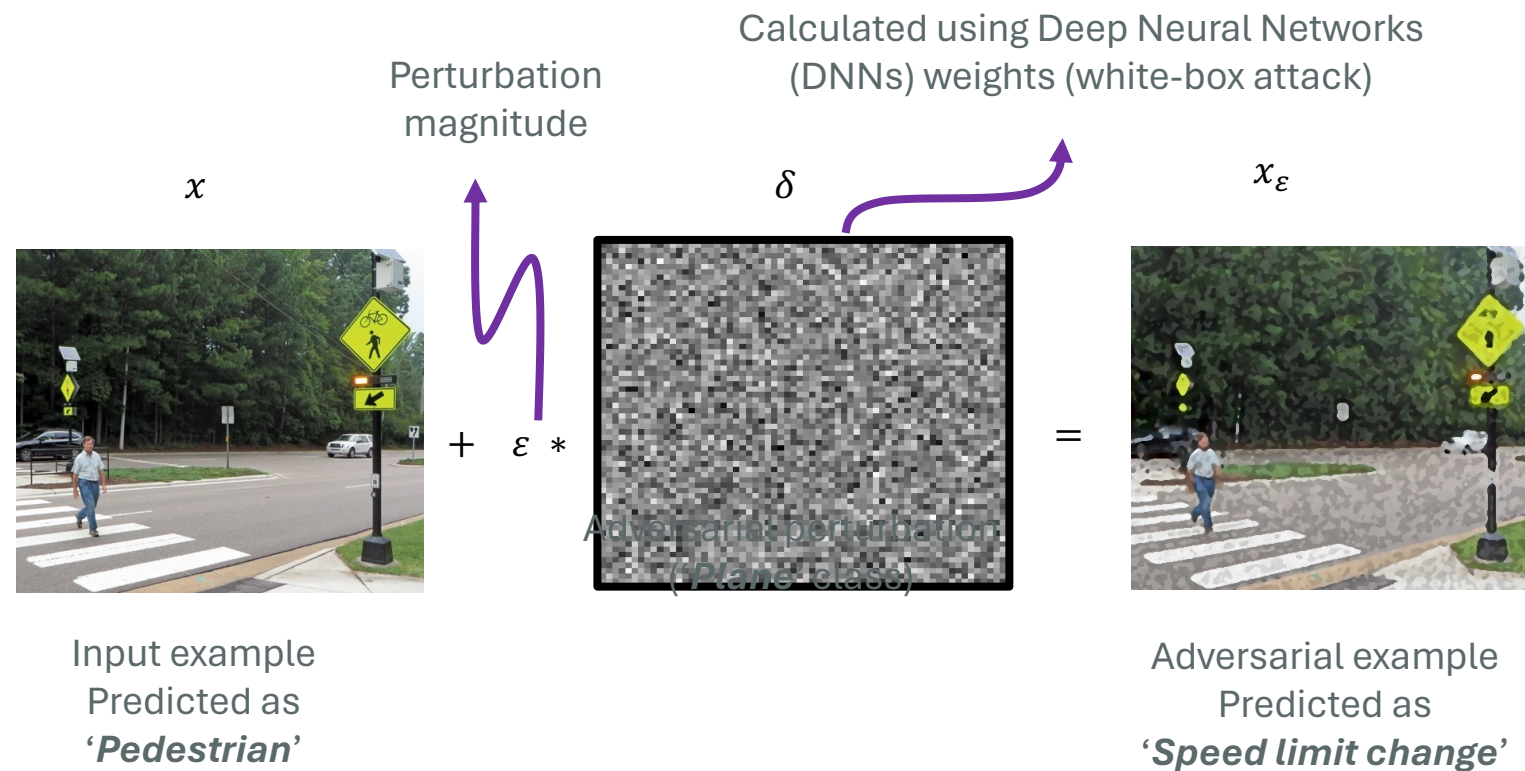 Calculated using Deep Neural Networks
(DNNs) weights (white-box attack)
Perturbation
magnitude
x
δ
x_ε
+ ε *
=
Adversarial perturbation
('Plane' class)
Input example
Predicted as
‘Pedestrian’
Adversarial example
Predicted as
‘Speed limit change’